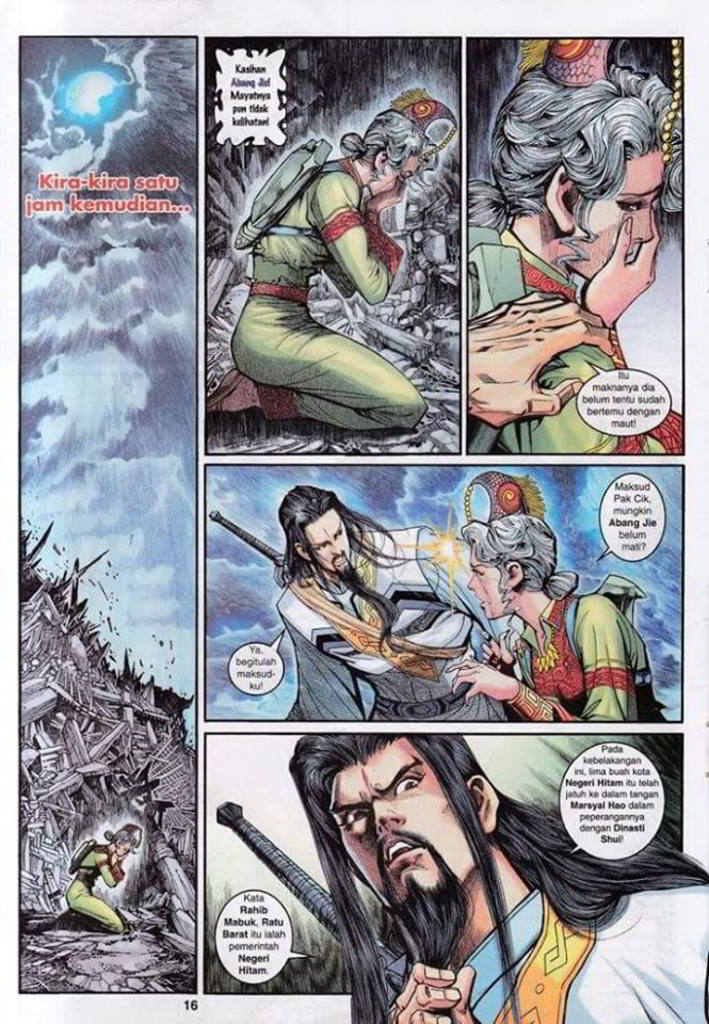 Kira-kira satu
jam kemudian...
Kasihan
Abang Jie!
Mayatnya
pun tidak
kelihatan!
Itu
maknanya dia
belum tentu sudah
bertemu dengan
maut!
Maksud
Pak Cik,
mungkin
Abang Jie
belum
mati?
Ya,
begitulah
maksud-
ku!
Pada
kebelakangan
ini, lima buah kota
Negeri Hitam itu telah
jatuh ke dalam tangan
Marsyal Hao dalam
peperangannya
dengan Dinasti
Shui!
Kata
Rahib
Mabuk, Ratu
Barat itu ialah
pemerintah
Negeri
Hitam.
16